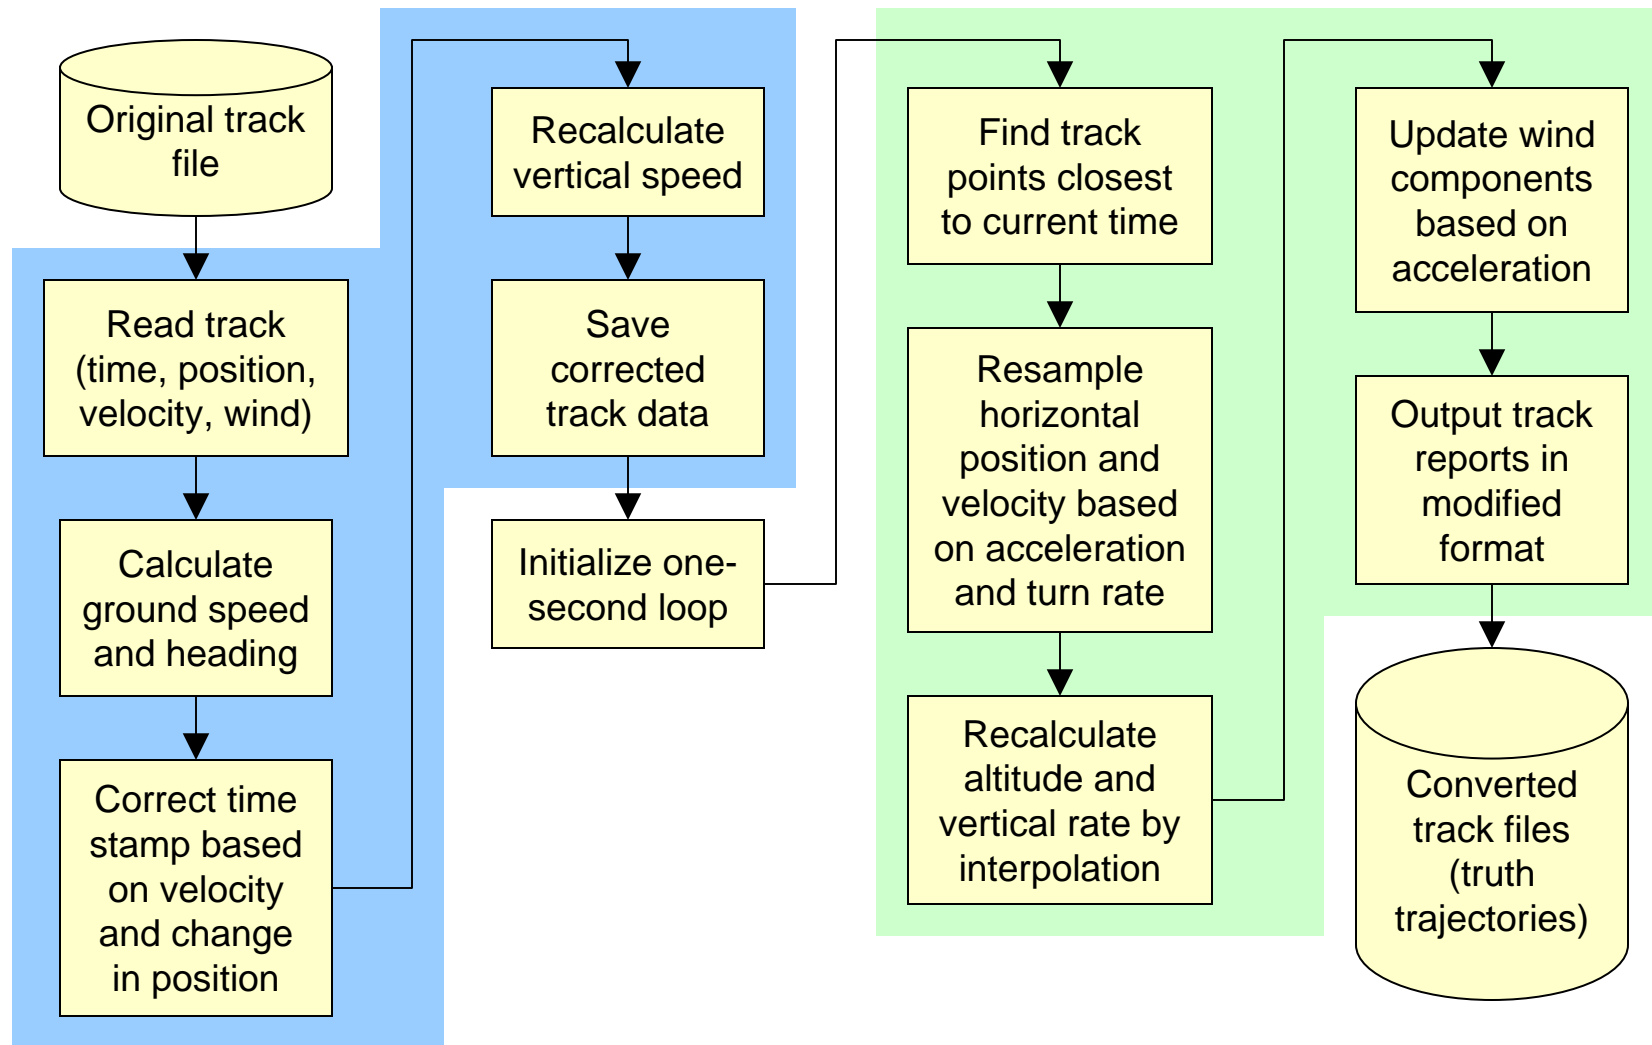 Original track
file
Read track
(time, position,
velocity, wind)
Calculate
ground speed
and heading
Correct time
stamp based
on velocity
and change
in position
Recalculate
vertical speed
Save
corrected
track data
Initialize one-
second loop
Find track
points closest
to current time
Resample
horizontal
position and
velocity based
on acceleration
and turn rate
Recalculate
altitude and
vertical rate by
interpolation
Update wind
components
based on
acceleration
Output track
reports in
modified
format
Converted
track files
(truth
trajectories)